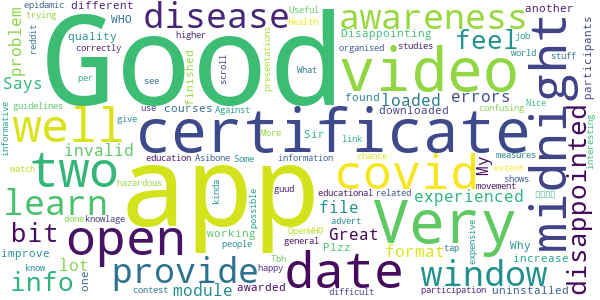 epidamic different WHO
problem quality
disease
awareness
Useful Health
reddit trying
correctly
higher
Disappointing
another
organised studies
job
feel
Good
video
midnight
participants
Says
per
see
finished
scroll
presentations
What
world
stuff
found loaded errors
use courses Against
downloaded confusing
guidelines
give
More Sir
link
Nice
informative
well
certificate
My
disappointed
interesting
invalid
education Asibone Some information
chance
measures
extent
two
app
covid
shows
movement
watch
hazardous
kinda
guud
educational related
experienced
learn
file
Very
done knowlage
possible
advert
bit
open
working
people
OpenWHO
general
Great
Plzz
format
tap
expensive
Why
increase
improve
lot
Tbh
happy
date
window
info
know
one
provide
contest
module
awarded
difficult
participation
uninstalled